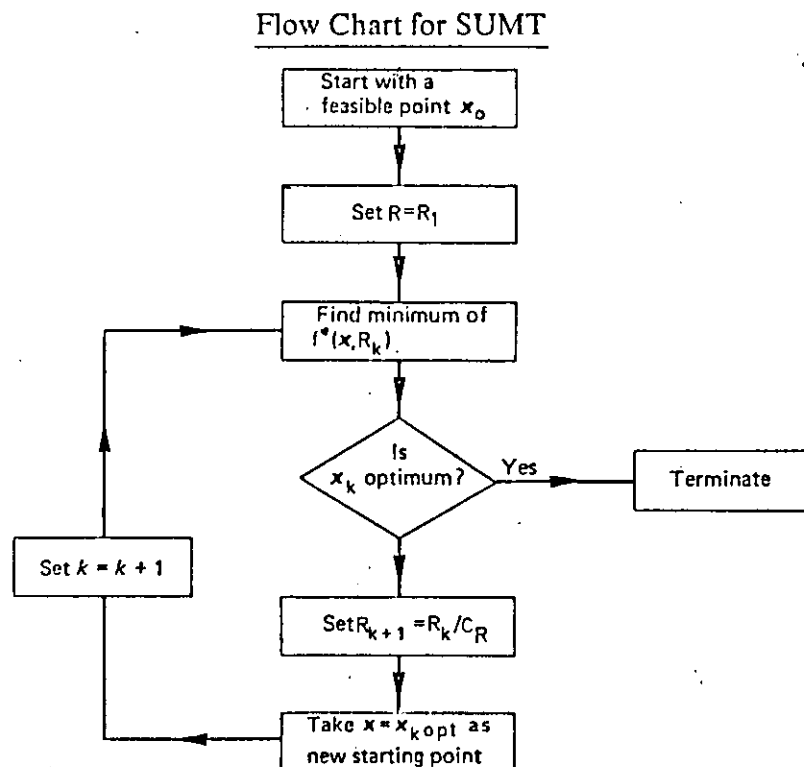 Flow Chart for SUMT
Start with a
feasible point x₀
Set R=R₁
Find minimum of
f*(x,Rₖ)
Is
xₖ optimum?
Yes
Terminate
Set k = k + 1
Set Rₖ₊₁ = Rₖ/C_R
Take x = xₖ opt as
new starting point